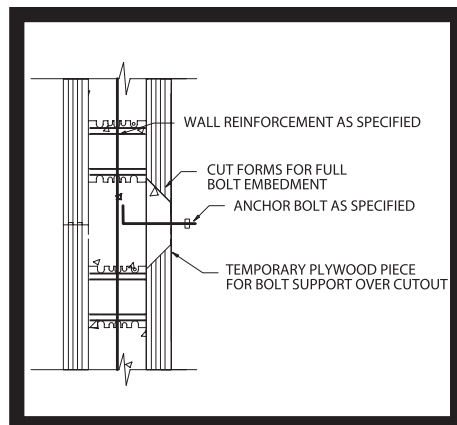 WALL REINFORCEMENT AS SPECIFIED
CUT FORMS FOR FULL
BOLT EMBEDMENT
ANCHOR BOLT AS SPECIFIED
TEMPORARY PLYWOOD PIECE
FOR BOLT SUPPORT OVER CUTOUT